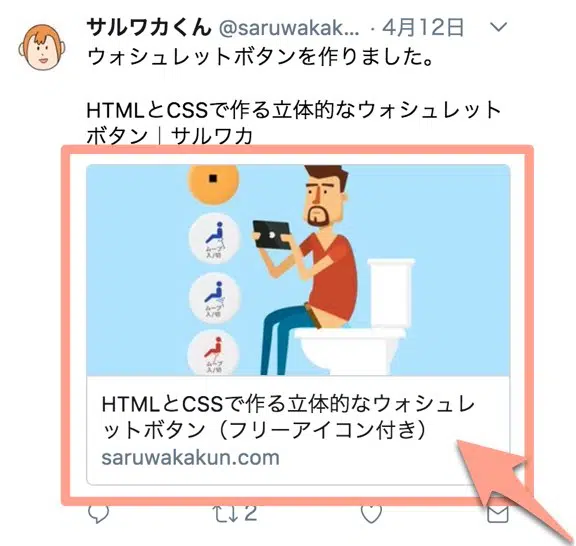 サルワカくん @saruwakak... · 4月12日
ウォシュレットボタンを作りました。
HTMLとCSSで作る立体的なウォシュレット
ボタン｜サルワカ
ムーブ
入/切
ムーブ
入/切
ムーブ
入/切
HTMLとCSSで作る立体的なウォシュレ
ットボタン（フリーアイコン付き）
saruwakakun.com
2